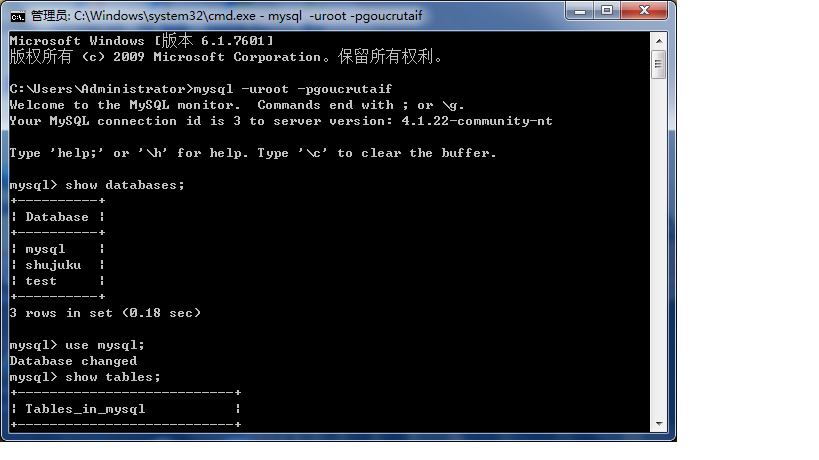 管理员: C:\Windows\system32\cmd.exe - mysql  -uroot -pgoucrutaif
Microsoft Windows [版本 6.1.7601]
版权所有 (c) 2009 Microsoft Corporation。保留所有权利。
C:\Users\Administrator>mysql -uroot -pgoucrutaif
Welcome to the MySQL monitor.  Commands end with ; or \g.
Your MySQL connection id is 3 to server version: 4.1.22-community-nt
Type 'help;' or '\h' for help. Type '\c' to clear the buffer.
mysql> show databases;
+----------+
| Database |
+----------+
| mysql    |
| shujuku  |
| test     |
+----------+
3 rows in set (0.18 sec)
mysql> use mysql;
Database changed
mysql> show tables;
+---------------------------+
| Tables_in_mysql           |
+---------------------------+